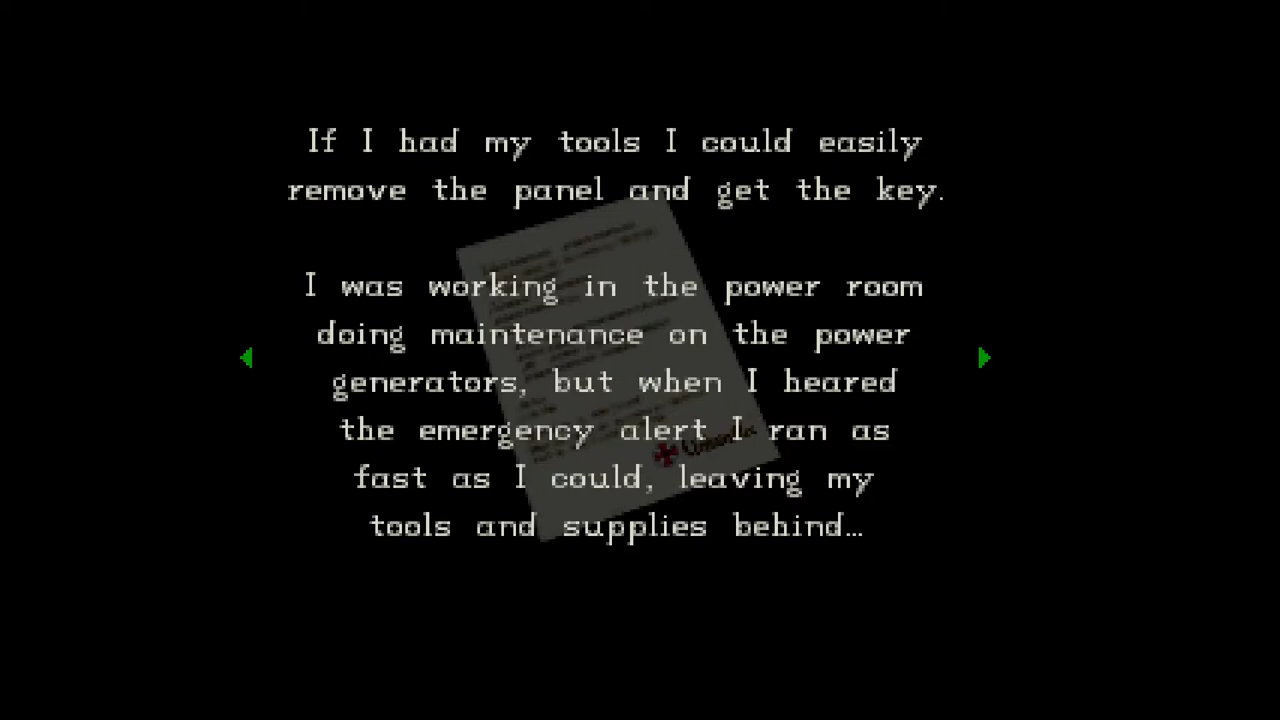 If I had my tools I could easily
remove the panel and get the key.
I was working in the power room
doing maintenance on the power
generators, but when I heared
the emergency alert I ran as
fast as I could, leaving my
tools and supplies behind…